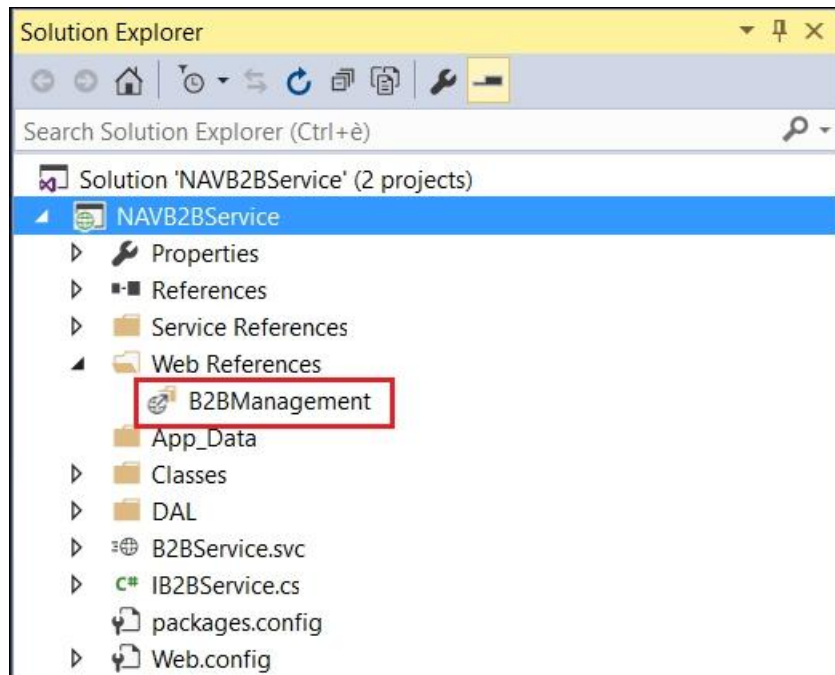 Solution Explorer
Search Solution Explorer (Ctrl+è)
Solution 'NAVB2BService' (2 projects)
NAVB2BService
Properties
References
Service References
Web References
B2BManagement
App_Data
Classes
DAL
B2BService.svc
C# IB2BService.cs
packages.config
Web.config